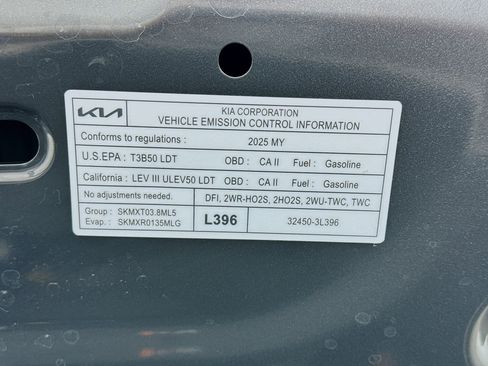 KIA
KIA CORPORATION
VEHICLE EMISSION CONTROL INFORMATION
Conforms to regulations : 2025 MY
U.S.EPA : T3B50 LDT OBD : CA II Fuel : Gasoline
California : LEV III ULEV50 LDT OBD : CA II Fuel : Gasoline
No adjustments needed. DFI, 2WR-HO2S, 2HO2S, 2WU-TWC, TWC
Group : SKMXT03.8ML5
Evap. : SKMXR0135MLG
L396 32450-3L396